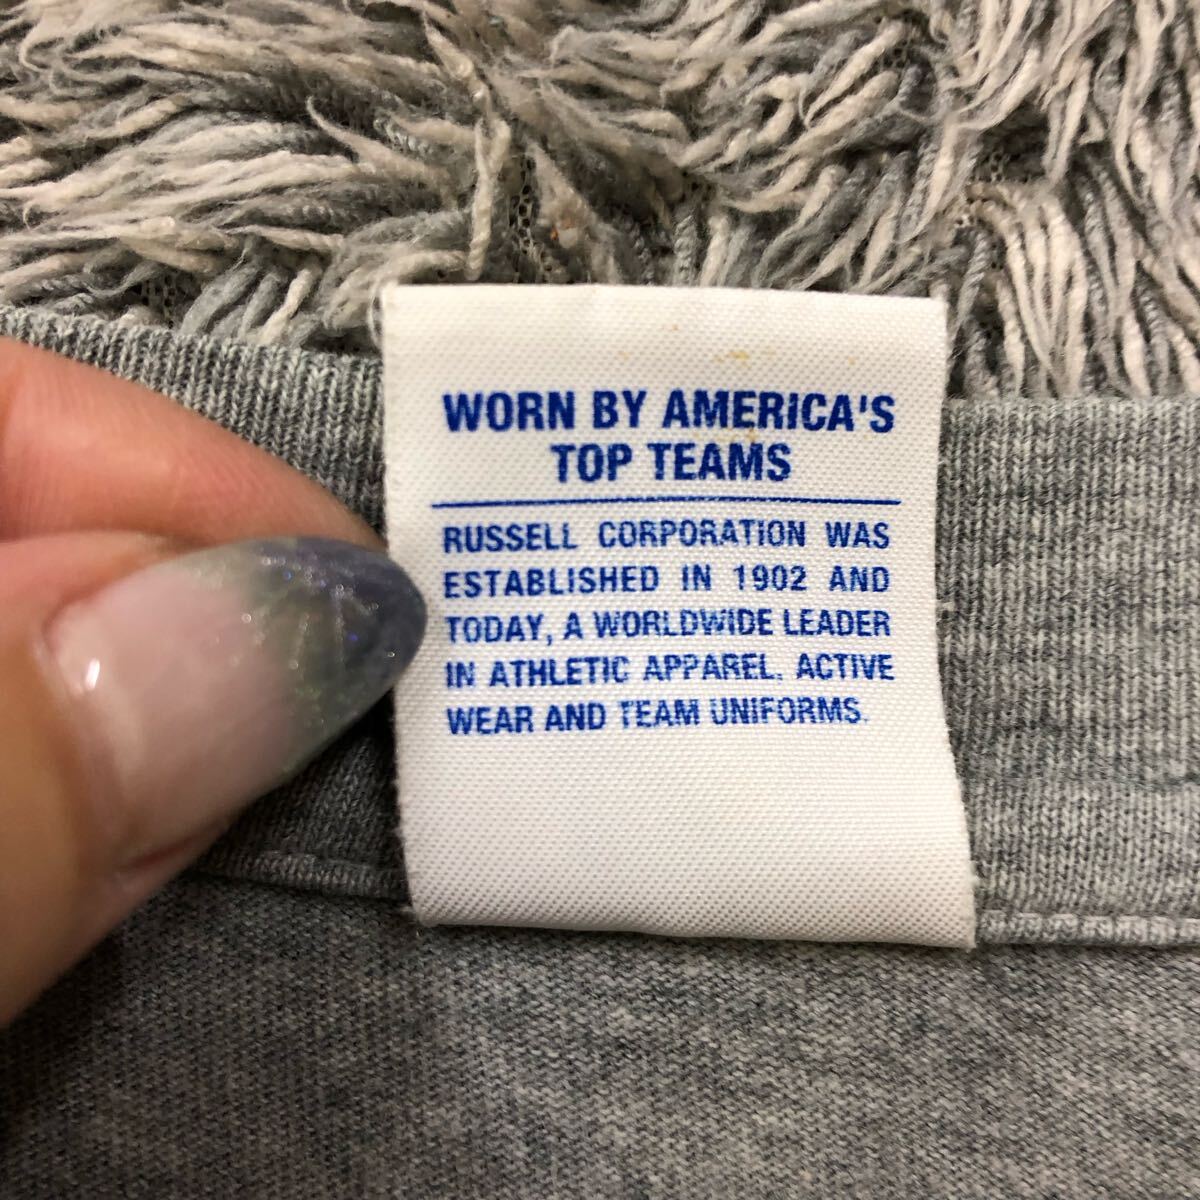 WORN BY AMERICA'S
TOP TEAMS
RUSSELL CORPORATION WAS
ESTABLISHED IN 1902 AND
TODAY, A WORLDWIDE LEADER
IN ATHLETIC APPAREL, ACTIVE
WEAR AND TEAM UNIFORMS.